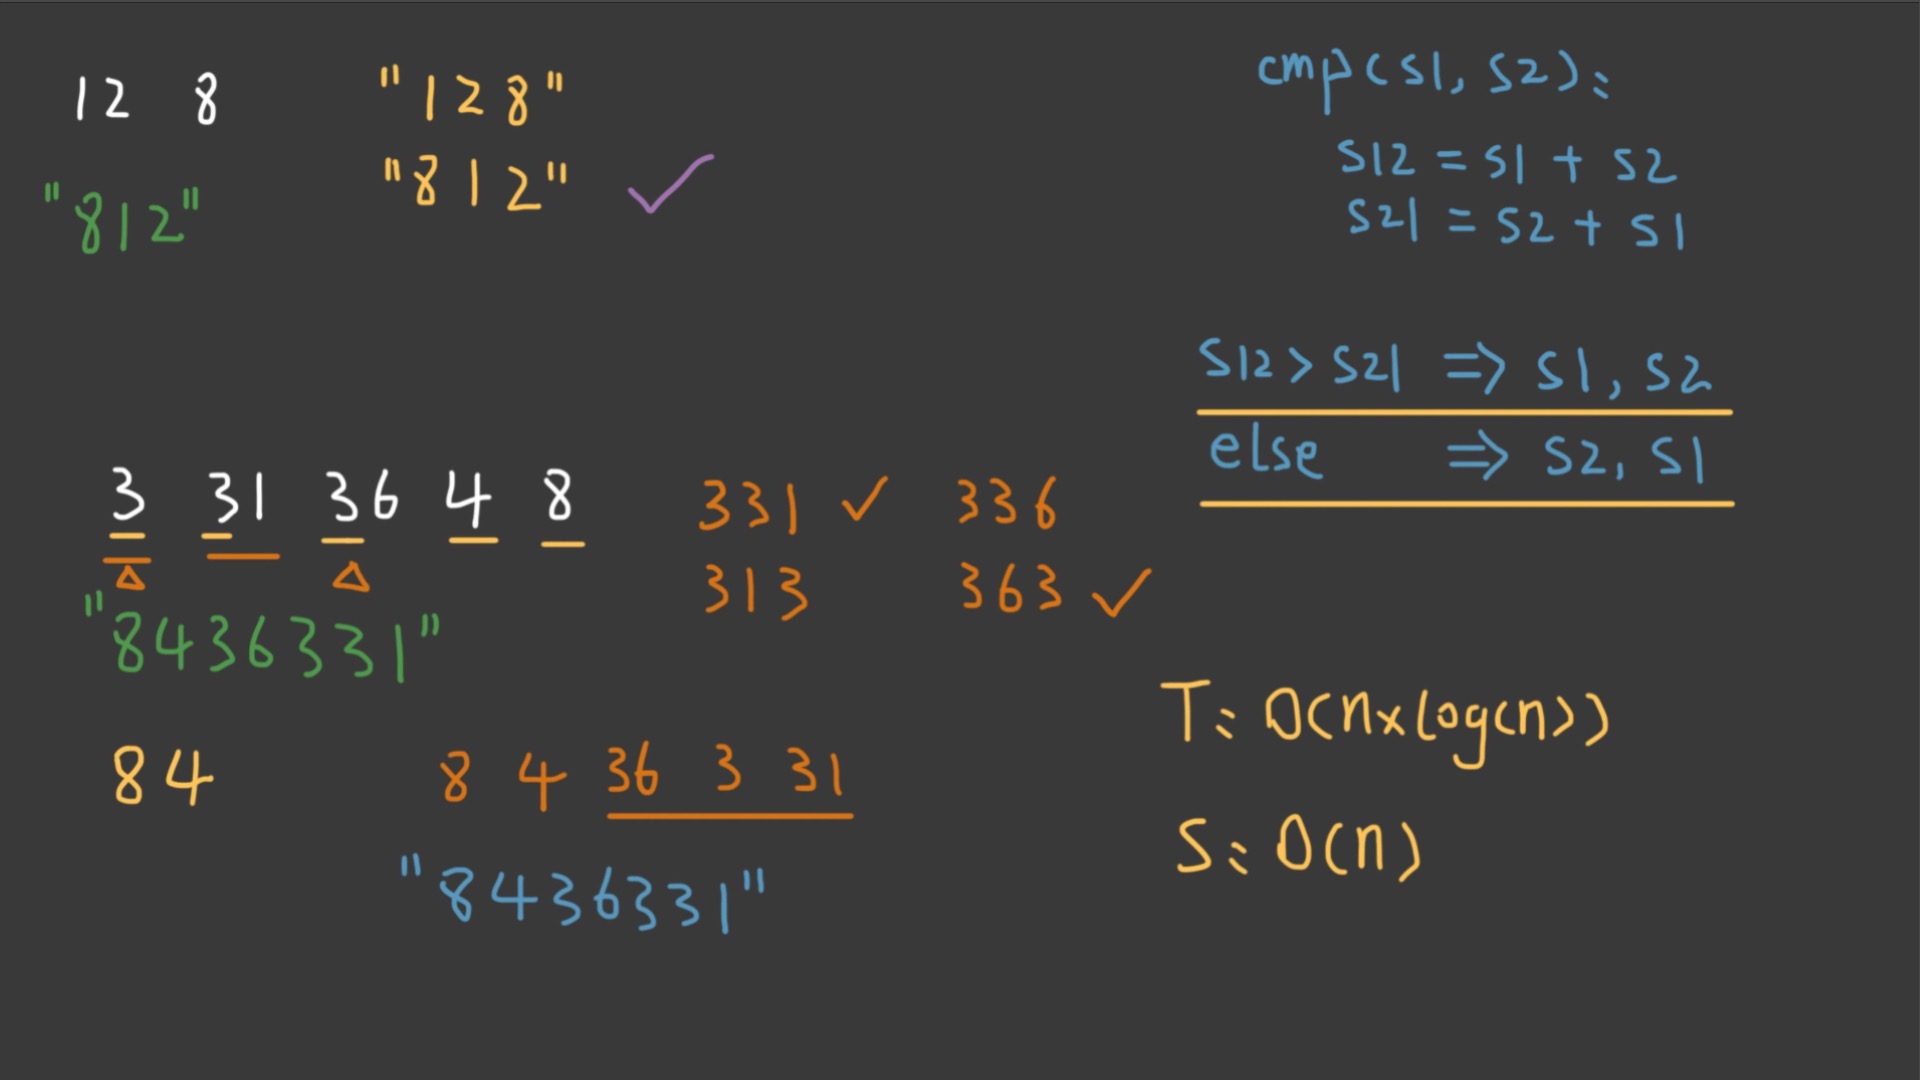 12 8
"128"
"812"
"812"
cmp(s1, s2):
s12 = s1 + s2
s21 = s2 + s1
s12 > s21 => s1, s2
else => s2, s1
3 31 36 4 8
331
313
336
363
"8436331"
84
8 4 36 3 31
"8436331"
T: O(n×log(n))
S: O(n)